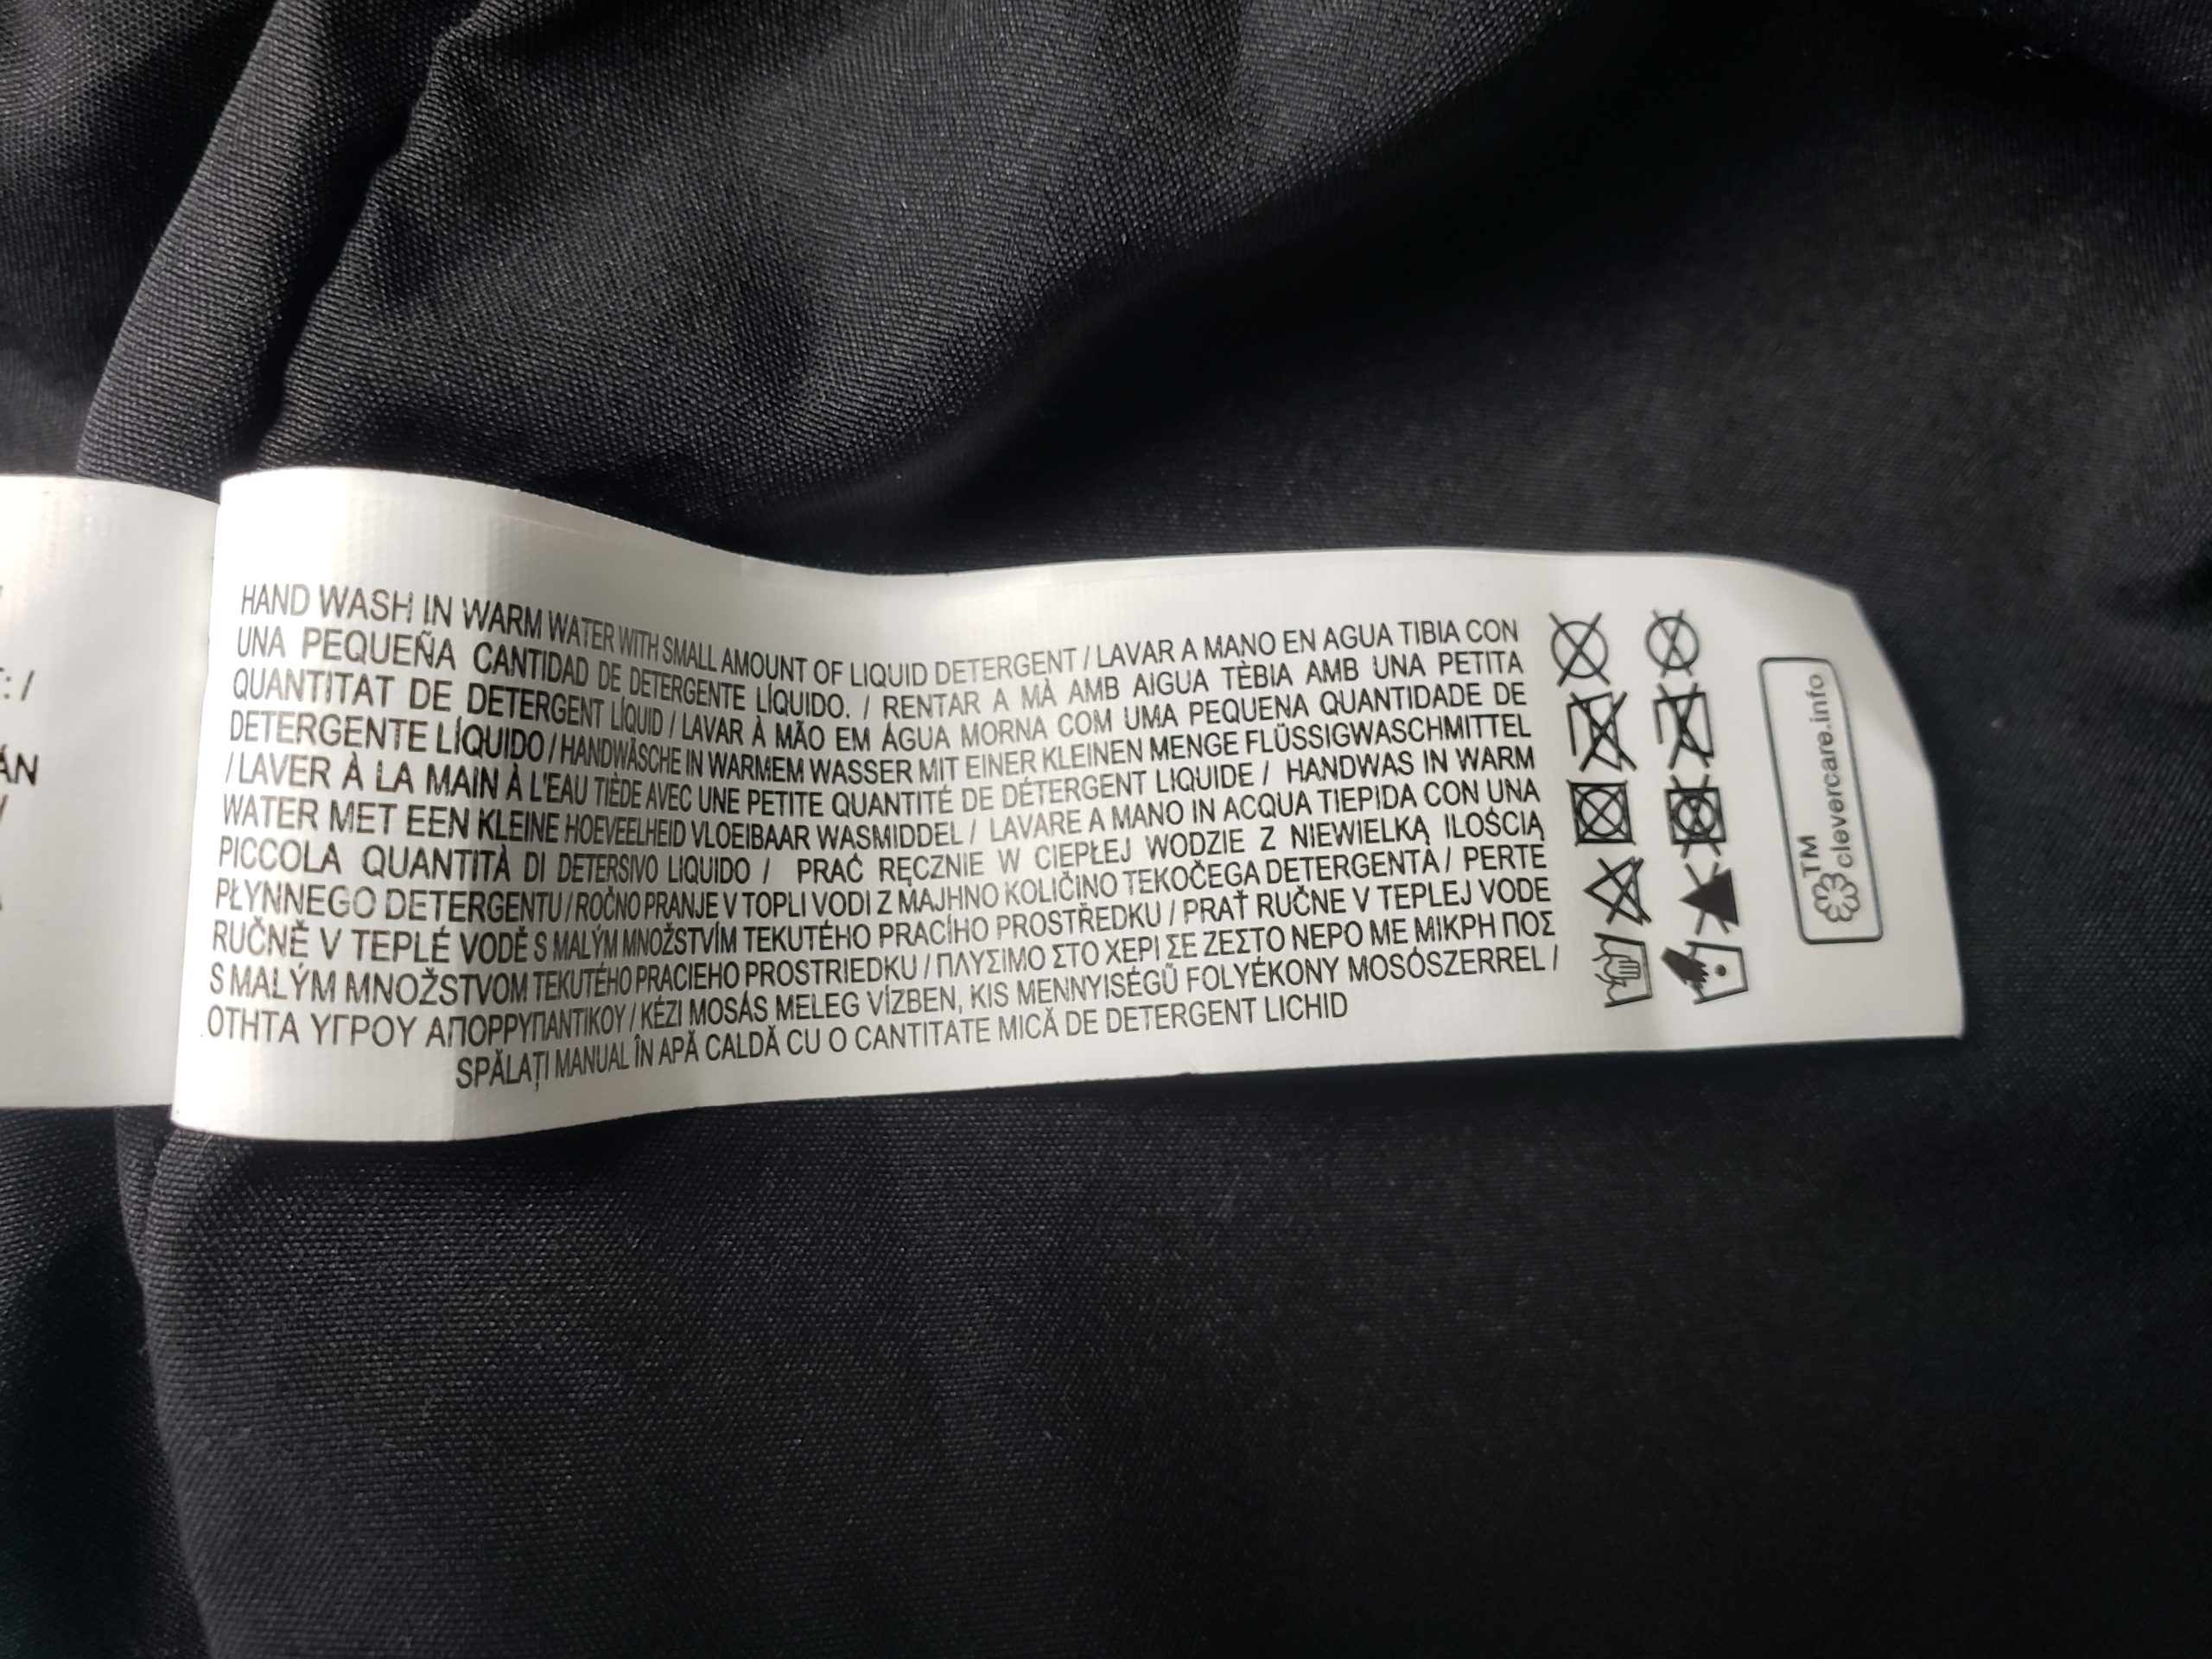 T: /
ÁN
HAND WASH IN WARM WATER WITH SMALL AMOUNT OF LIQUID DETERGENT / LAVAR A MANO EN AGUA TIBIA CON
UNA PEQUEÑA CANTIDAD DE DETERGENTE LÍQUIDO. / RENTAR A MÀ AMB AIGUA TÈBIA AMB UNA PETITA
QUANTITAT DE DETERGENT LÍQUID / LAVAR À MÃO EM ÁGUA MORNA COM UMA PEQUENA QUANTIDADE DE
DETERGENTE LÍQUIDO / HANDWÄSCHE IN WARMEM WASSER MIT EINER KLEINEN MENGE FLÜSSIGWASCHMITTEL
/ LAVER À LA MAIN À L'EAU TIÈDE AVEC UNE PETITE QUANTITÉ DE DÉTERGENT LIQUIDE / HANDWAS IN WARM
WATER MET EEN KLEINE HOEVEELHEID VLOEIBAAR WASMIDDEL / LAVARE A MANO IN ACQUA TIEPIDA CON UNA
PICCOLA QUANTITÀ DI DETERSIVO LIQUIDO / PRAĆ RĘCZNIE W CIEPŁEJ WODZIE Z NIEWIELKĄ ILOŚCIĄ
PŁYNNEGO DETERGENTU / ROČNO PRANJE V TOPLI VODI Z MAJHNO KOLIČINO TEKOČEGA DETERGENTA / PERTE
RUČNĚ V TEPLÉ VODĚ S MALÝM MNOŽSTVÍM TEKUTÉHO PRACÍHO PROSTŘEDKU / PRAŤ RUČNE V TEPLEJ VODE
S MALÝM MNOŽSTVOM TEKUTÉHO PRACIEHO PROSTRIEDKU / ΠΛΥΣΙΜΟ ΣΤΟ ΧΕΡΙ ΣΕ ΖΕΣΤΟ ΝΕΡΟ ΜΕ ΜΙΚΡΗ ΠΟΣ
ΟΤΗΤΑ ΥΓΡΟΥ ΑΠΟΡΡΥΠΑΝΤΙΚΟΥ / KÉZI MOSÁS MELEG VÍZBEN, KIS MENNYISÉGŰ FOLYÉKONY MOSÓSZERREL /
SPĂLAȚI MANUAL ÎN APĂ CALDĂ CU O CANTITATE MICĂ DE DETERGENT LICHID
TM
clevercare.info